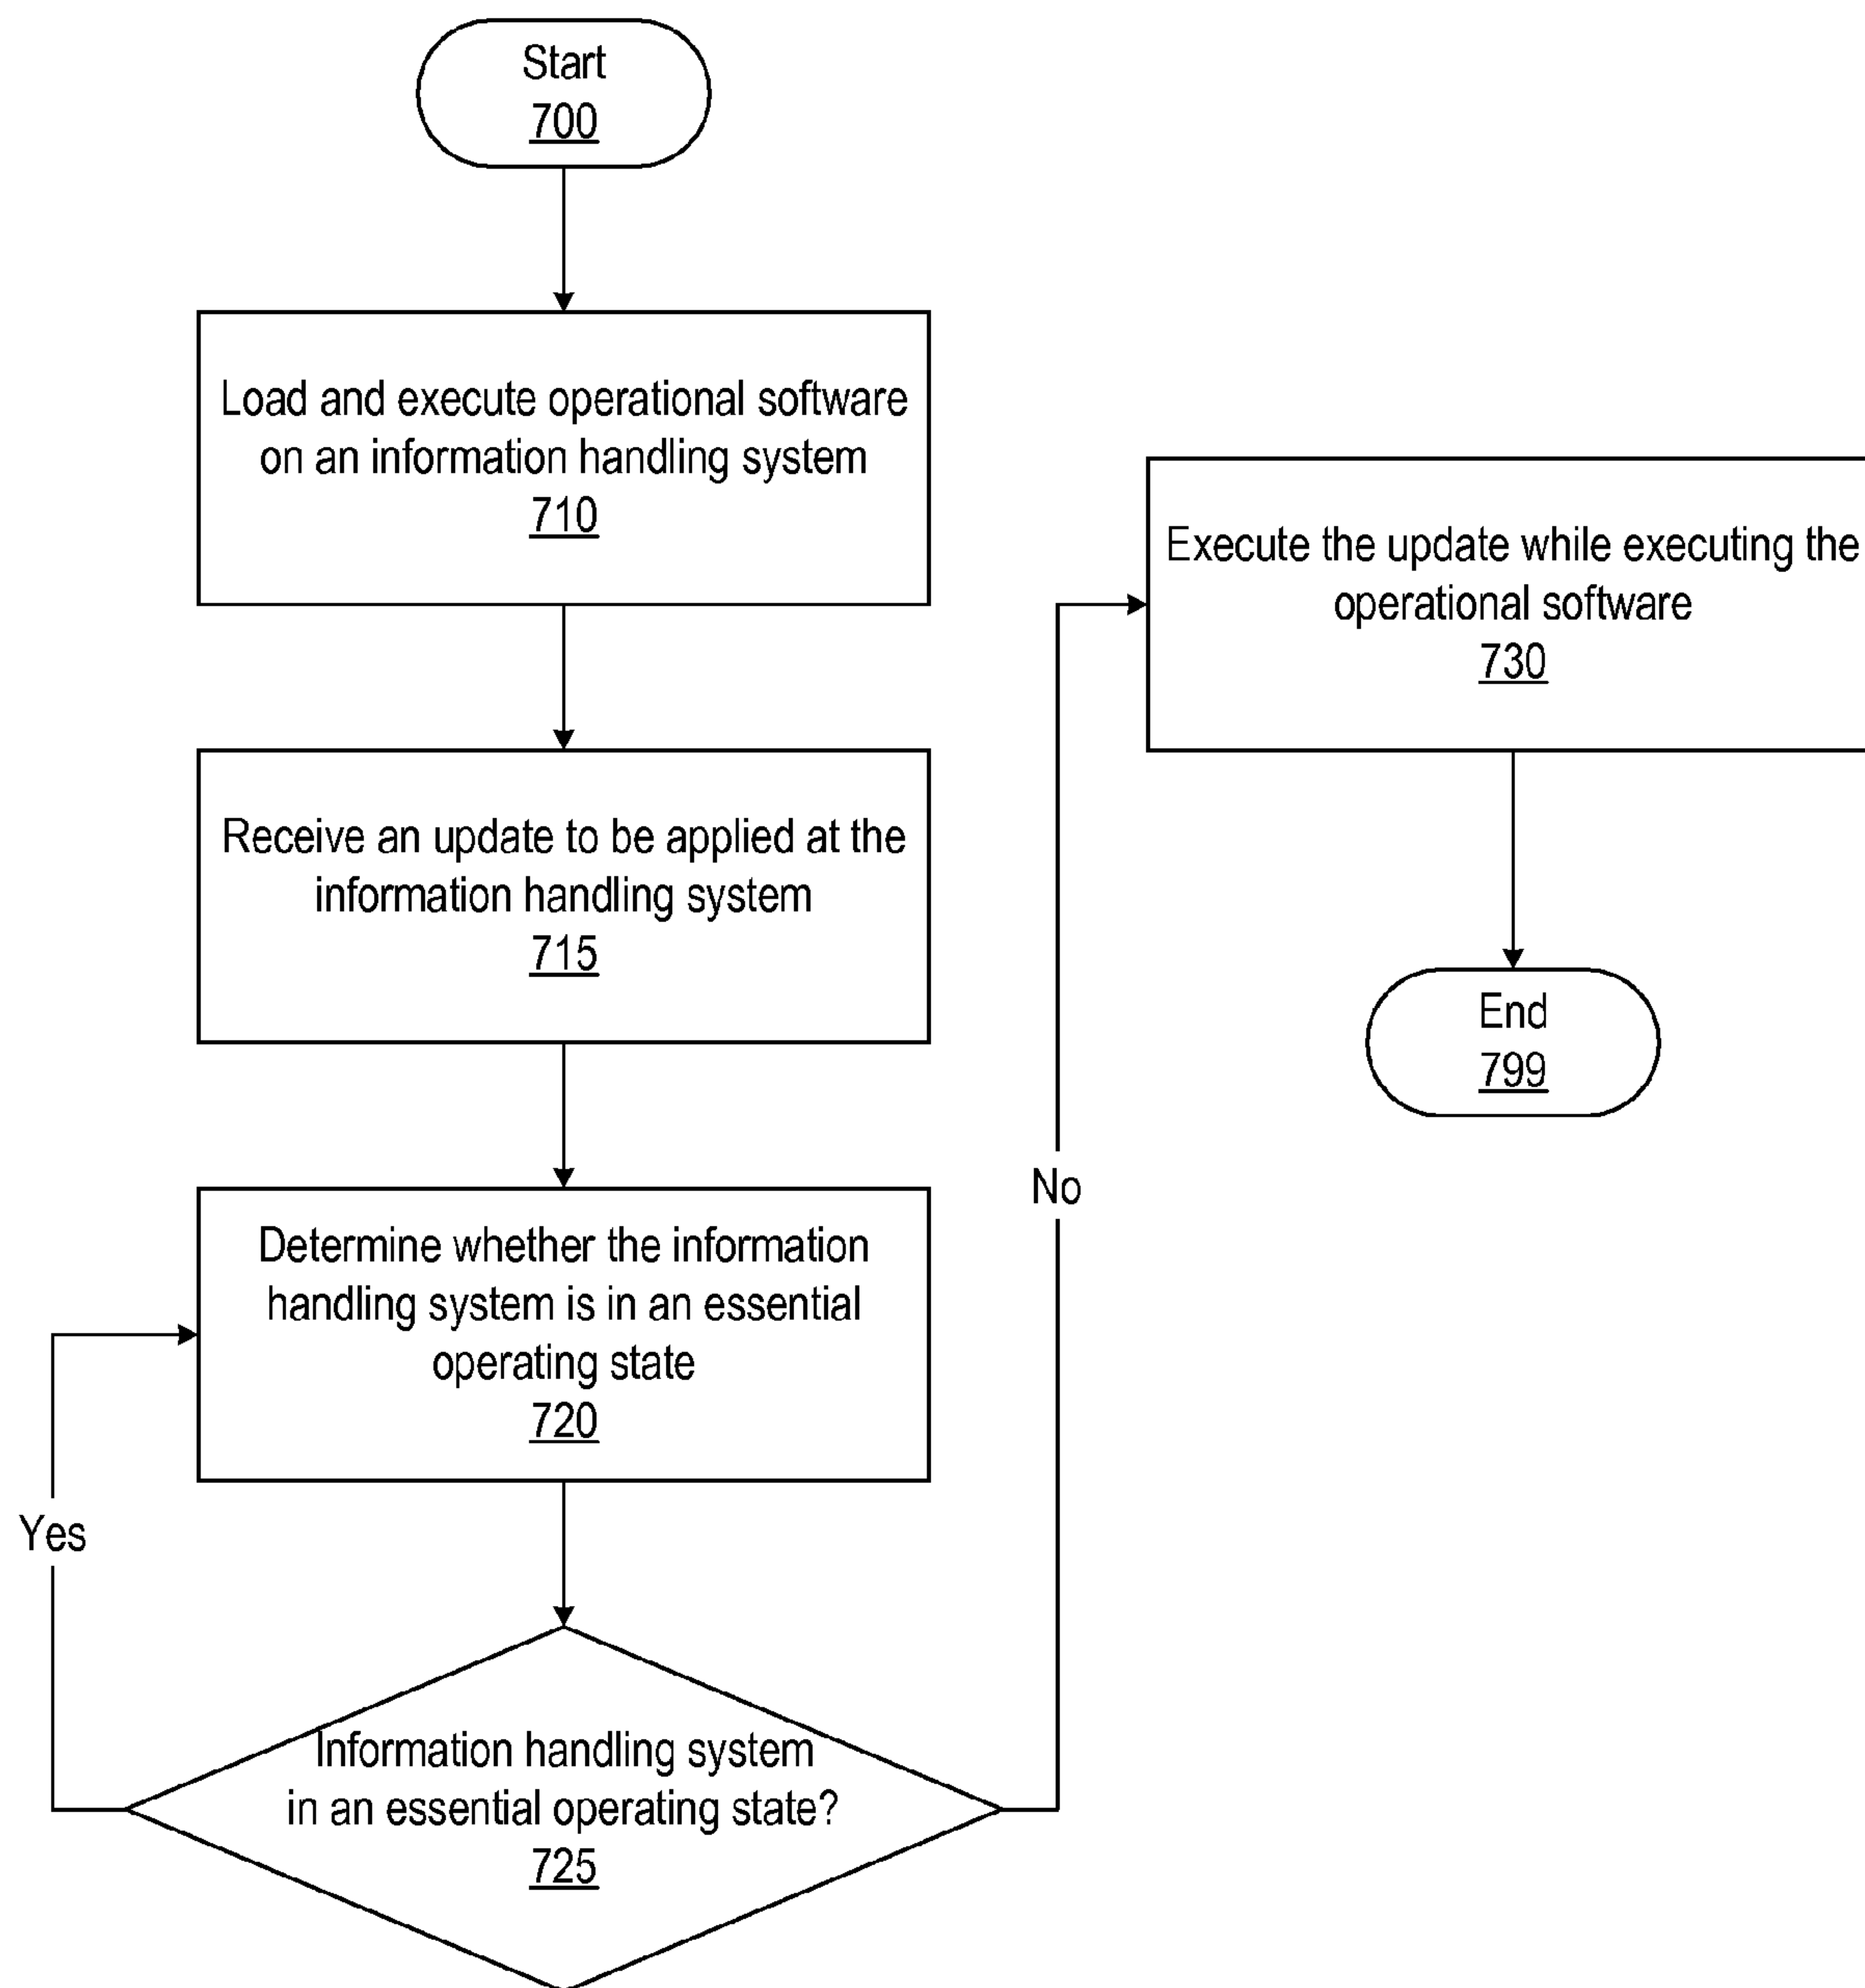 Start
700
Load and execute operational software
on an information handling system
710
Receive an update to be applied at the
information handling system
715
Determine whether the information
handling system is in an essential
operating state
720
Yes
Information handling system
in an essential operating state?
725
No
Execute the update while executing the
operational software
730
End
799